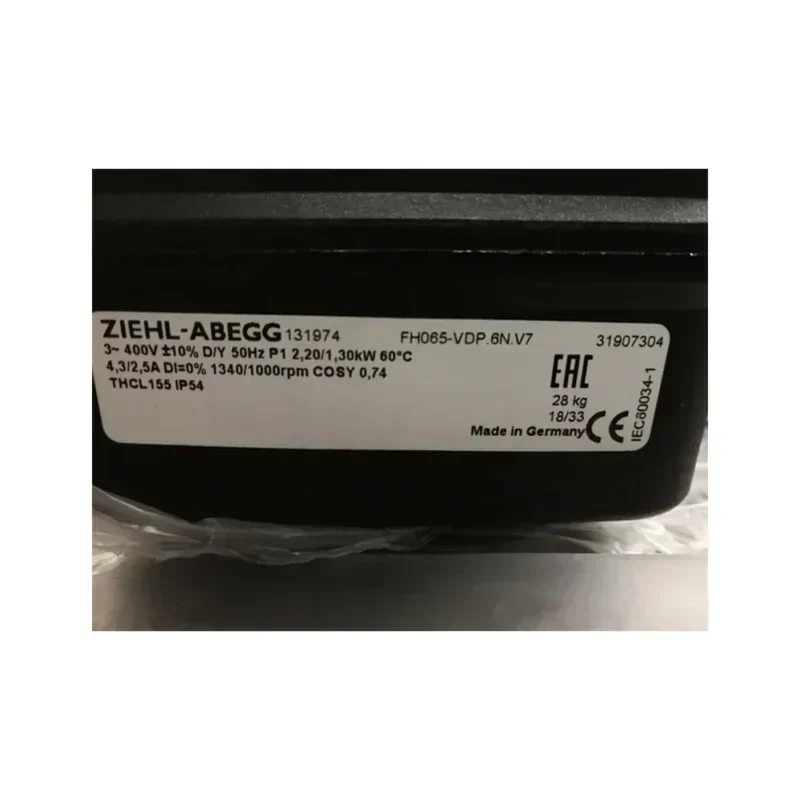 ZIEHL-ABEGG 131974 FH065-VDP.6N.V7 31907304
3~ 400V ±10% D/Y 50Hz P1 2,20/1,30kW 60°C
4,3/2,5A DI=0% 1340/1000rpm COSY 0,74
THCL155 IP54
EAC
28 kg
18/33
Made in Germany CE
IEC60034-1